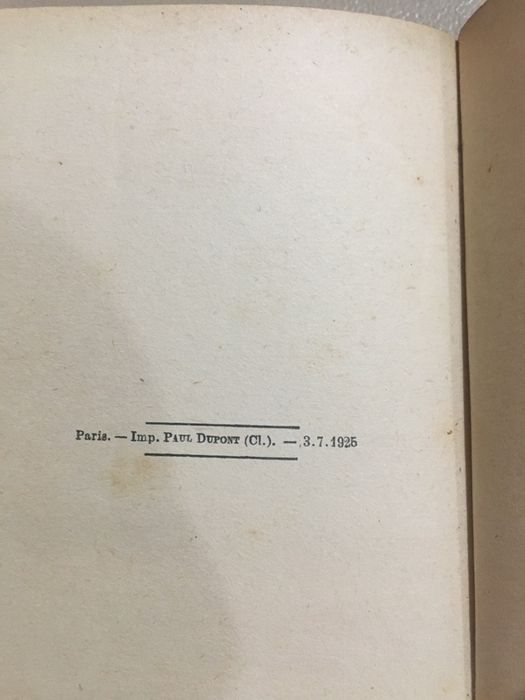 Paris. — Imp. PAUL DUPONT (Cl.). — 3.7.1925